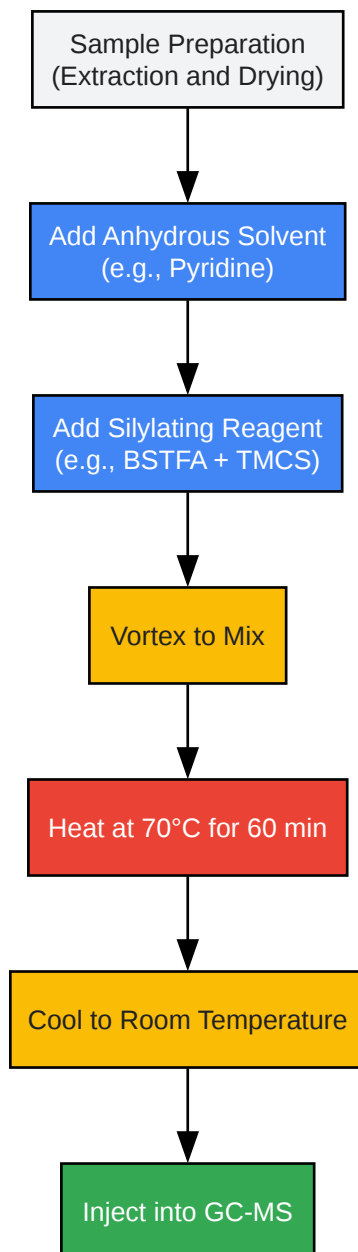 Sample Preparation
(Extraction and Drying)
Add Anhydrous Solvent
(e.g., Pyridine)
Add Silylating Reagent
(e.g., BSTFA + TMCS)
Vortex to Mix
Heat at 70°C for 60 min
Cool to Room Temperature
Inject into GC-MS